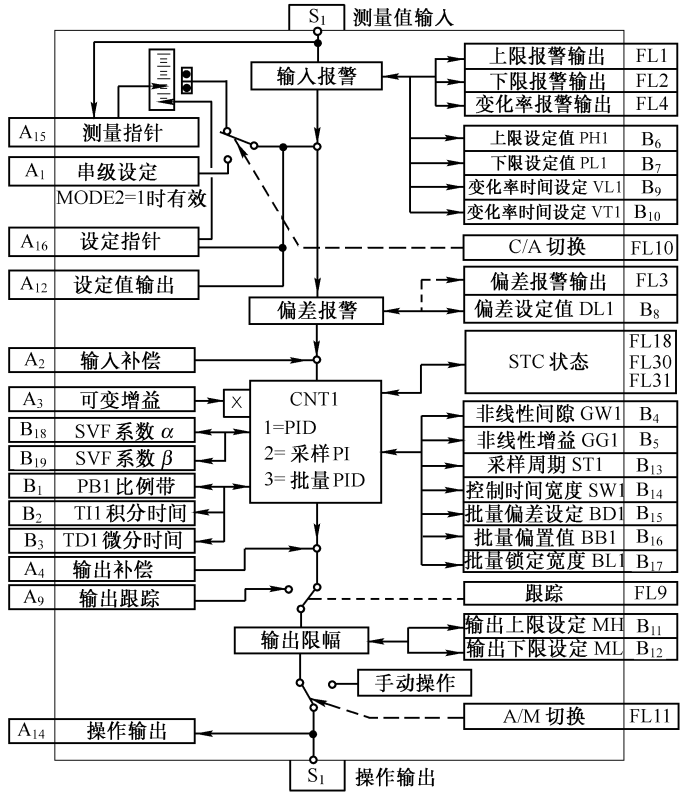 S1 测量值输入
输入报警
上限报警输出 FL1
下限报警输出 FL2
变化率报警输出 FL4
A15 测量指针
A1 串级设定
MODE2=1时有效
A16 设定指针
A12 设定值输出
上限设定值 PH1 B6
下限设定值 PL1 B7
变化率时间设定 VL1 B9
变化率时间设定 VT1 B10
C/A 切换 FL10
偏差报警
偏差报警输出 FL3
偏差设定值 DL1 B8
A2 输入补偿
STC 状态 FL18
FL30
FL31
A3 可变增益
×
B18 SVF 系数 α
B19 SVF 系数 β
B1 PB1 比例带
B2 TI1 积分时间
B3 TD1 微分时间
CNT1
1=PID
2= 采样 PI
3= 批量 PID
非线性间隙 GW1 B4
非线性增益 GG1 B5
采样周期 ST1 B13
控制时间宽度 SW1 B14
批量偏差设定 BD1 B15
批量偏置值 BB1 B16
批量锁定宽度 BL1 B17
A4 输出补偿
A9 输出跟踪
跟踪 FL9
输出限幅
输出上限设定 MH B11
输出下限设定 ML B12
手动操作
A/M 切换 FL11
A14 操作输出
S1 操作输出